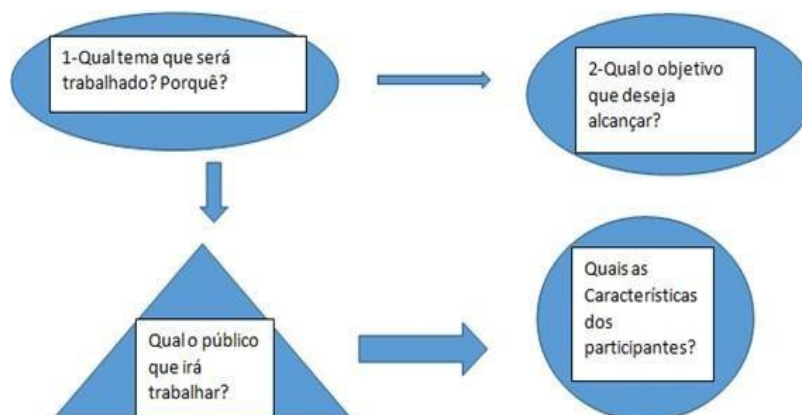 1-Qual tema que será
trabalhado? Porquê?
2-Qual o objetivo
que deseja
alcançar?
Qual o público
que irá
trabalhar?
Quais as
Características
dos
participantes?